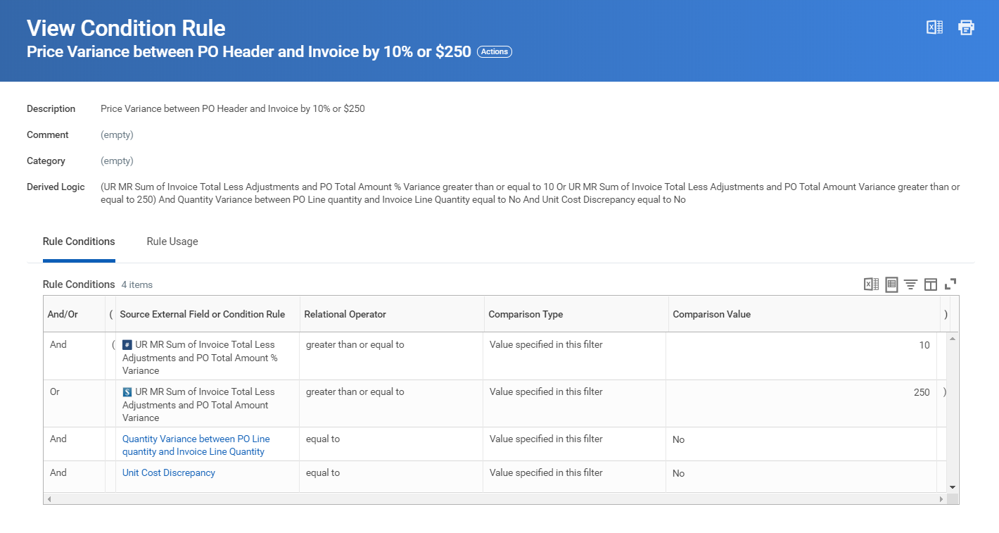 View Condition Rule
Price Variance between PO Header and Invoice by 10% or $250 Actions
Description Price Variance between PO Header and Invoice by 10% or $250
Comment (empty)
Category (empty)
Derived Logic (UR MR Sum of Invoice Total Less Adjustments and PO Total Amount % Variance greater than or equal to 10 Or UR MR Sum of Invoice Total Less Adjustments and PO Total Amount Variance greater than or
equal to 250) And Quantity Variance between PO Line quantity and Invoice Line Quantity equal to No And Unit Cost Discrepancy equal to No
Rule Conditions Rule Usage
Rule Conditions 4 items
And/Or ( Source External Field or Condition Rule Relational Operator Comparison Type Comparison Value )
And ( # UR MR Sum of Invoice Total Less greater than or equal to Value specified in this filter 10
Adjustments and PO Total Amount %
Variance
Or $ UR MR Sum of Invoice Total Less greater than or equal to Value specified in this filter 250 )
Adjustments and PO Total Amount
Variance
And Quantity Variance between PO Line equal to Value specified in this filter No
quantity and Invoice Line Quantity
And Unit Cost Discrepancy equal to Value specified in this filter No